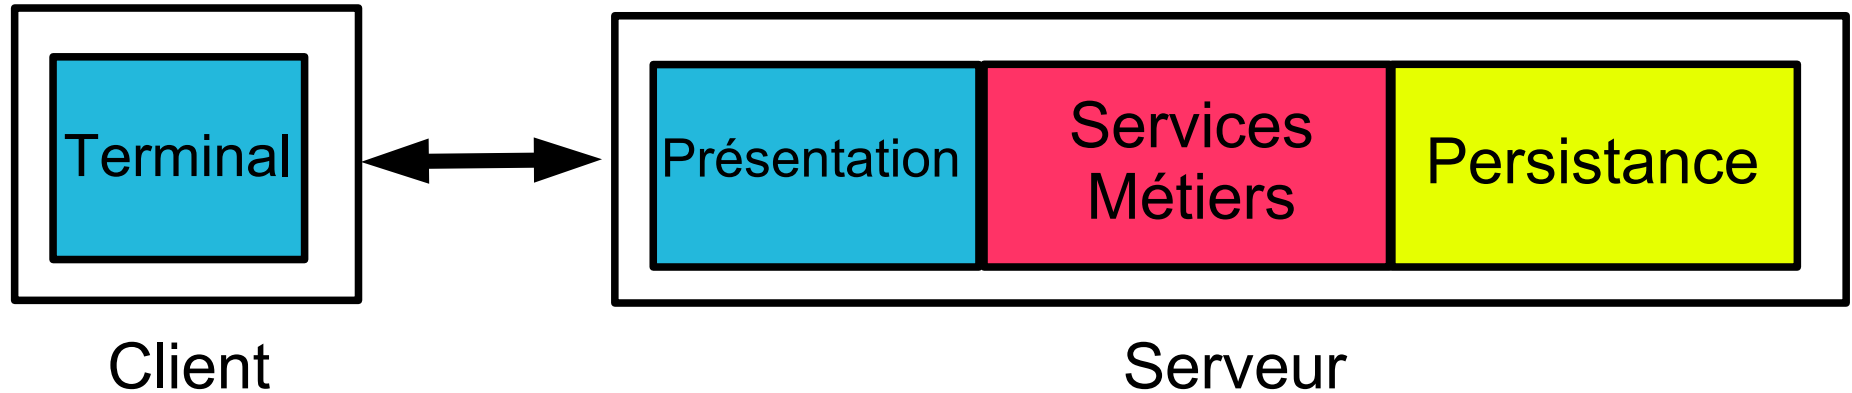 Terminal
Présentation
Services
Métiers
Persistance
Client
Serveur